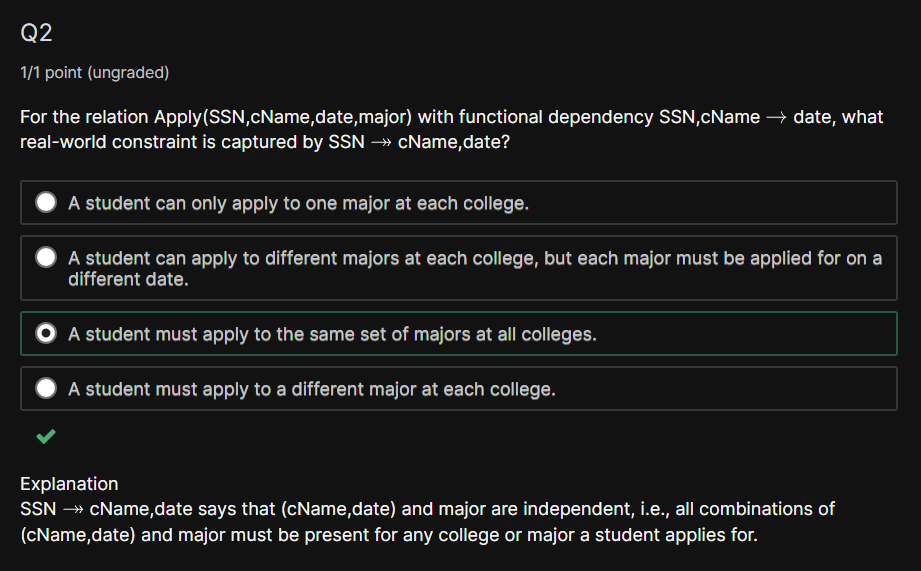 Q2
1/1 point (ungraded)
For the relation Apply(SSN,cName,date,major) with functional dependency SSN,cName → date, what
real-world constraint is captured by SSN ↠ cName,date?
A student can only apply to one major at each college.
A student can apply to different majors at each college, but each major must be applied for on a
different date.
A student must apply to the same set of majors at all colleges.
A student must apply to a different major at each college.
Explanation
SSN ↠ cName,date says that (cName,date) and major are independent, i.e., all combinations of
(cName,date) and major must be present for any college or major a student applies for.